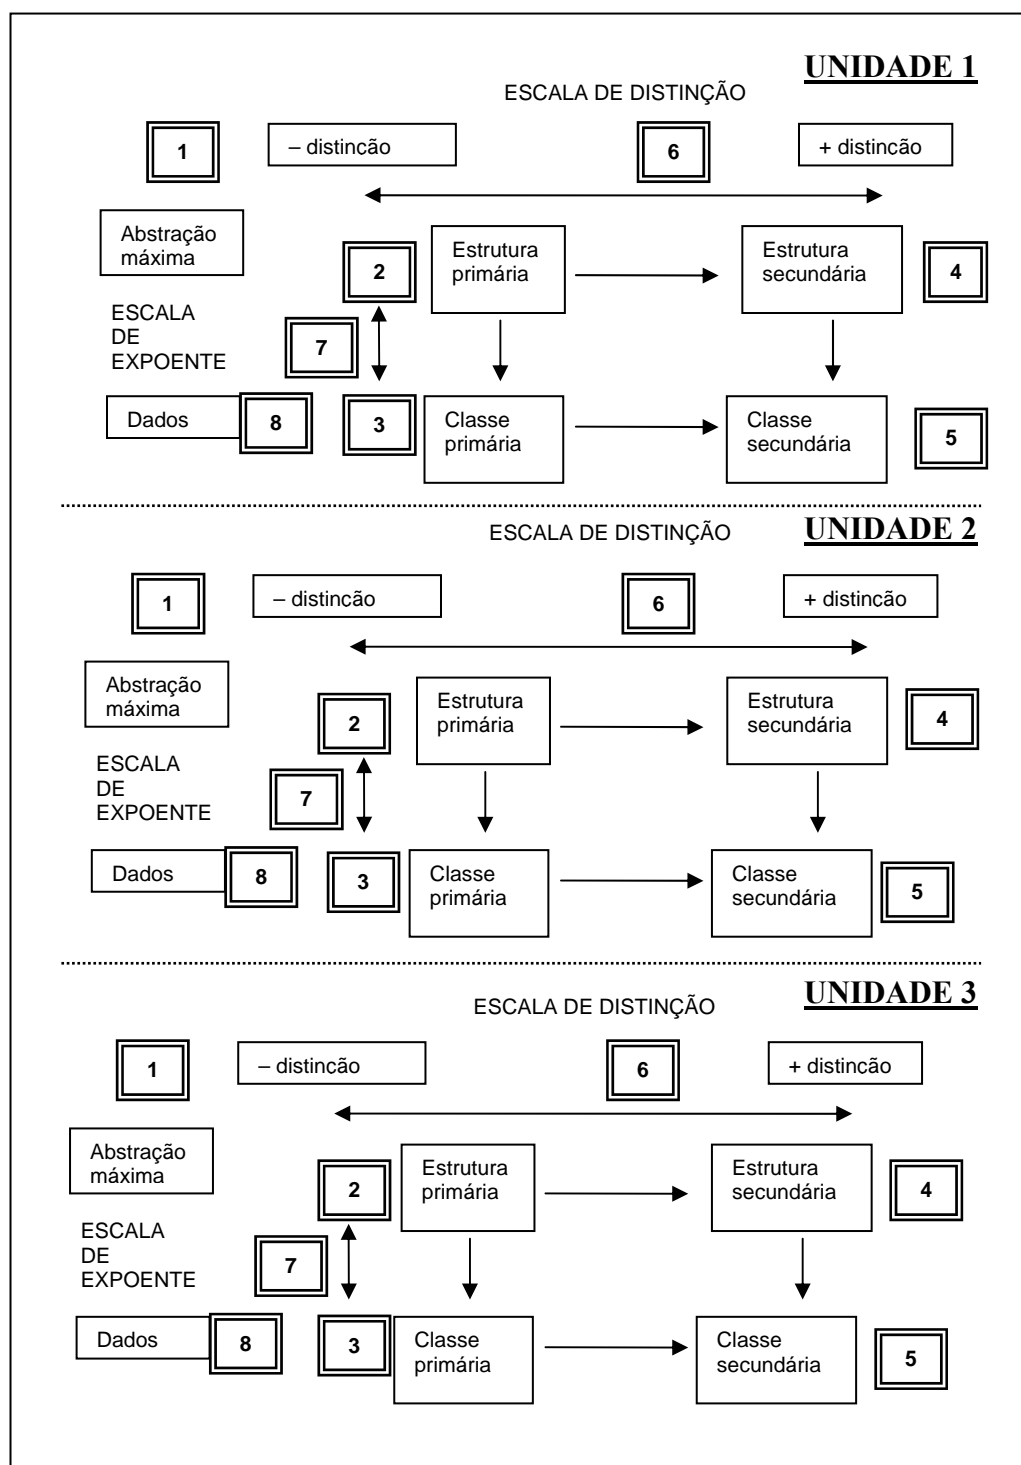 UNIDADE 1
ESCALA DE DISTINÇÃO
1
– distincão
6
+ distincão
Abstração
máxima
2
Estrutura
primária
Estrutura
secundária
4
ESCALA
DE
EXPOENTE
7
Dados
8
3
Classe
primária
Classe
secundária
5
UNIDADE 2
ESCALA DE DISTINÇÃO
1
– distincão
6
+ distincão
Abstração
máxima
2
Estrutura
primária
Estrutura
secundária
4
ESCALA
DE
EXPOENTE
7
Dados
8
3
Classe
primária
Classe
secundária
5
UNIDADE 3
ESCALA DE DISTINÇÃO
1
– distincão
6
+ distincão
Abstração
máxima
2
Estrutura
primária
Estrutura
secundária
4
ESCALA
DE
EXPOENTE
7
Dados
8
3
Classe
primária
Classe
secundária
5